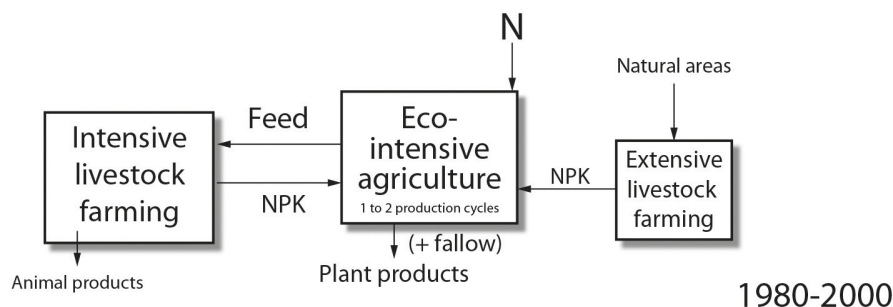 N
Natural areas
Intensive
livestock
farming
Feed
NPK
Eco-
intensive
agriculture
1 to 2 production cycles
NPK
Extensive
livestock
farming
(+ fallow)
Animal products
Plant products
1980-2000